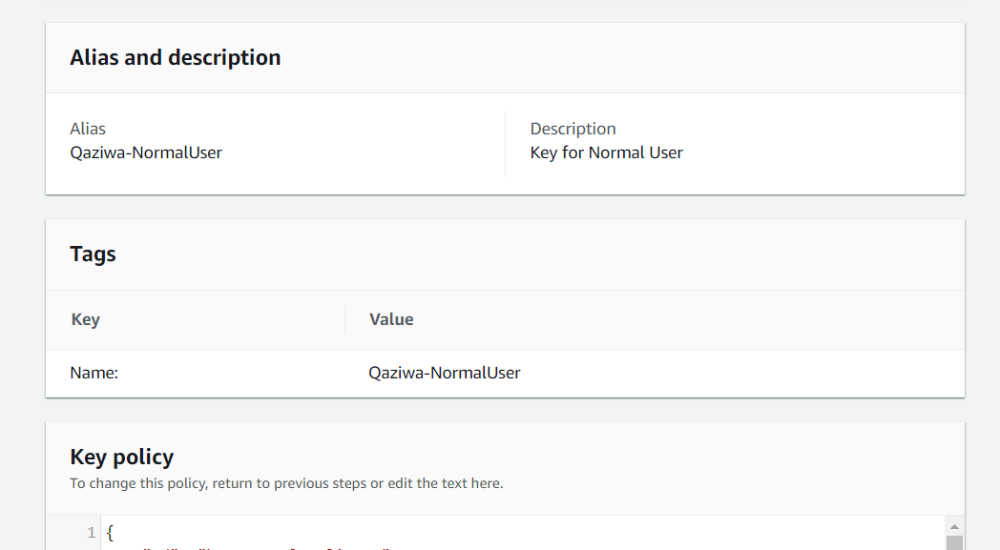 Alias and description
Alias
Qaziwa-NormalUser
Description
Key for Normal User
Tags
Key Value
Name: Qaziwa-NormalUser
Key policy
To change this policy, return to previous steps or edit the text here.
1 {